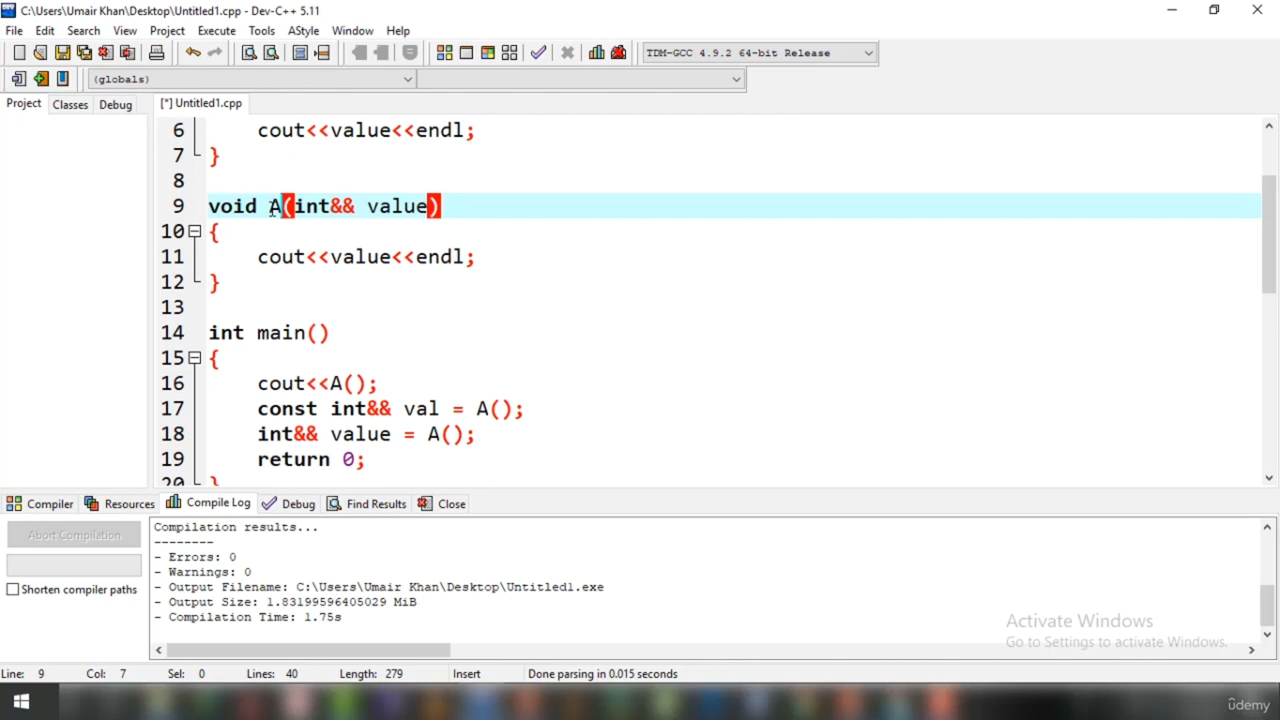 C:\Users\Umair Khan\Desktop\Untitled1.cpp - Dev-C++ 5.11
File Edit Search View Project Execute Tools AStyle Window Help
TDM-GCC 4.9.2 64-bit Release
(globals)
Project Classes Debug [*] Untitled1.cpp
6 cout<<value<<endl;
7 }
8
9 void A(int&& value)
10 {
11 cout<<value<<endl;
12 }
13
14 int main()
15 {
16 cout<<A();
17 const int&& val = A();
18 int&& value = A();
19 return 0;
20 }
Compiler Resources Compile Log Debug Find Results Close
Abort Compilation
Shorten compiler paths
Compilation results...
--------
- Errors: 0
- Warnings: 0
- Output Filename: C:\Users\Umair Khan\Desktop\Untitled1.exe
- Output Size: 1.83199596405029 MiB
- Compilation Time: 1.75s
Activate Windows
Go to Settings to activate Windows.
Line: 9 Col: 7 Sel: 0 Lines: 40 Length: 279 Insert Done parsing in 0.015 seconds
ûdemy